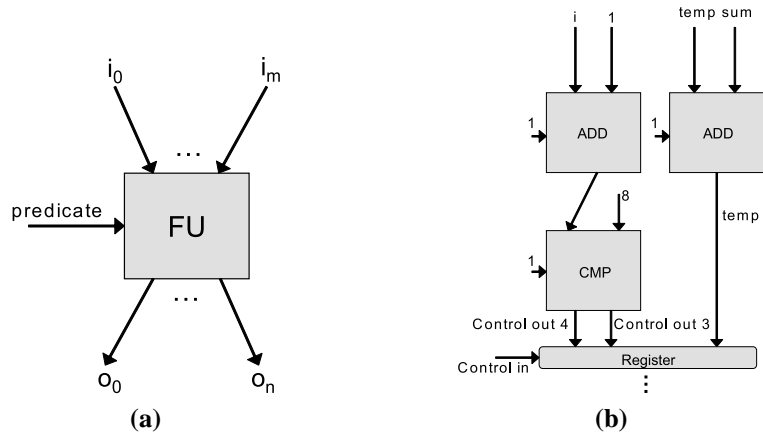 i0 im
...
predicate
FU
...
o0 on
(a)
i 1 temp sum
1 ADD 1 ADD
8
temp
1 CMP
Control out 4 Control out 3
Register
Control in
...
(b)